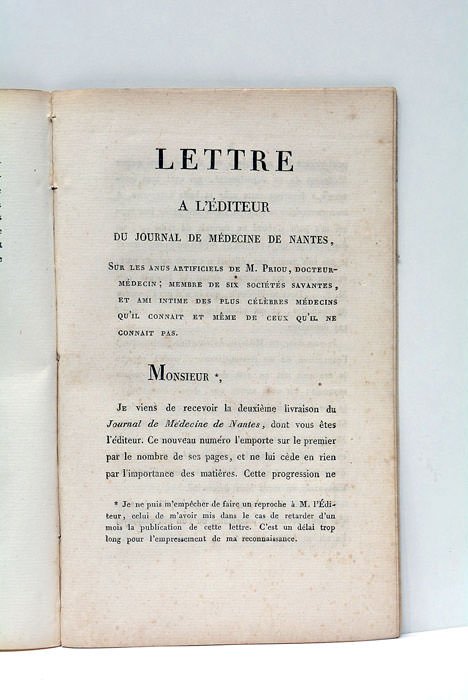 LETTRE
A L'ÉDITEUR
DU JOURNAL DE MÉDECINE DE NANTES,
SUR LES ANUS ARTIFICIELS DE M. PRIOU, DOCTEUR-
MÉDECIN; MEMBRE DE SIX SOCIÉTÉS SAVANTES,
ET AMI INTIME DES PLUS CÉLÈBRES MÉDECINS
QU'IL CONNAIT ET MÊME DE CEUX QU'IL NE
CONNAIT PAS.
MONSIEUR *,
JE viens de recevoir la deuxième livraison du
Journal de Médecine de Nantes, dont vous êtes
l'éditeur. Ce nouveau numéro l'emporte sur le premier
par le nombre de ses pages, et ne lui cède en rien
par l'importance des matières. Cette progression ne
* Je ne puis m'empêcher de faire un reproche à M. l'Édi-
teur, celui de m'avoir mis dans le cas de retarder d'un
mois la publication de cette lettre. C'est un délai trop
long pour l'empressement de ma reconnaissance.